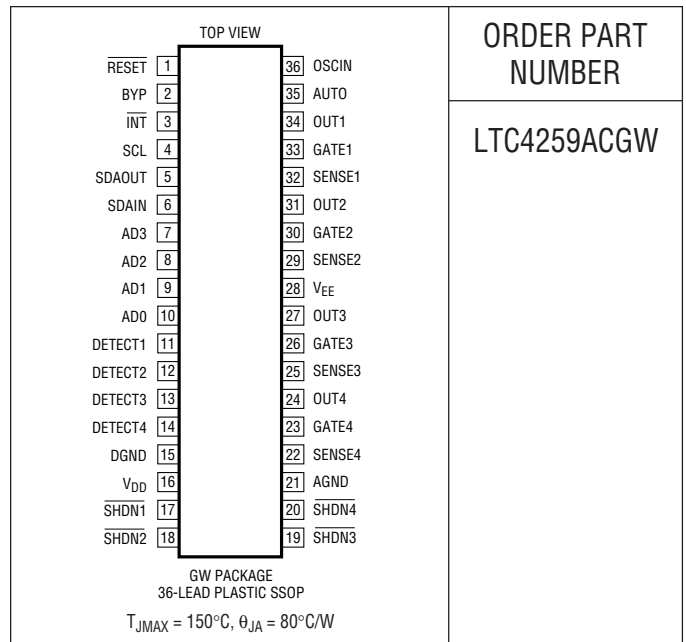 TOP VIEW
RESET 1
BYP 2
INT 3
SCL 4
SDAOUT 5
SDAIN 6
AD3 7
AD2 8
AD1 9
AD0 10
DETECT1 11
DETECT2 12
DETECT3 13
DETECT4 14
DGND 15
VDD 16
SHDN1 17
SHDN2 18
36 OSCIN
35 AUTO
34 OUT1
33 GATE1
32 SENSE1
31 OUT2
30 GATE2
29 SENSE2
28 VEE
27 OUT3
26 GATE3
25 SENSE3
24 OUT4
23 GATE4
22 SENSE4
21 AGND
20 SHDN4
19 SHDN3
GW PACKAGE
36-LEAD PLASTIC SSOP
TJMAX = 150°C, θJA = 80°C/W
ORDER PART
NUMBER
LTC4259ACGW